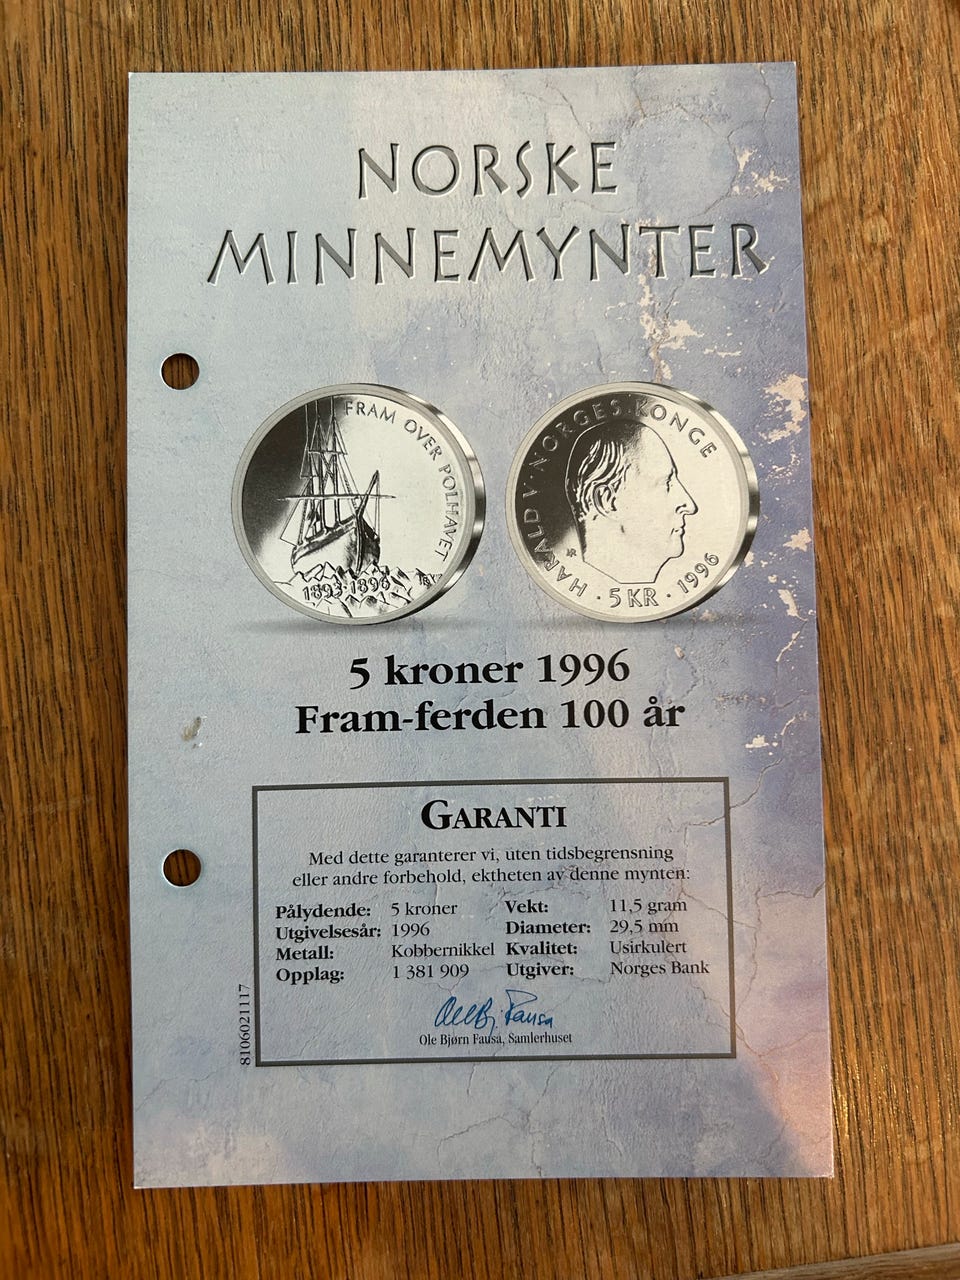 NORSKE
MINNEMYNTER
FRAM OVER POLHAVET
1893·1896
HARALD V·NORGES KONGE
·5 KR·1996
5 kroner 1996
Fram-ferden 100 år
GARANTI
Med dette garanterer vi, uten tidsbegrensning
eller andre forbehold, ektheten av denne mynten:
Pålydende: 5 kroner Vekt: 11,5 gram
Utgivelsesår: 1996 Diameter: 29,5 mm
Metall: Kobbernikkel Kvalitet: Usirkulert
Opplag: 1 381 909 Utgiver: Norges Bank
Ole Bj. Fausa
Ole Bjørn Fausa, Samlerhuset
8106021117